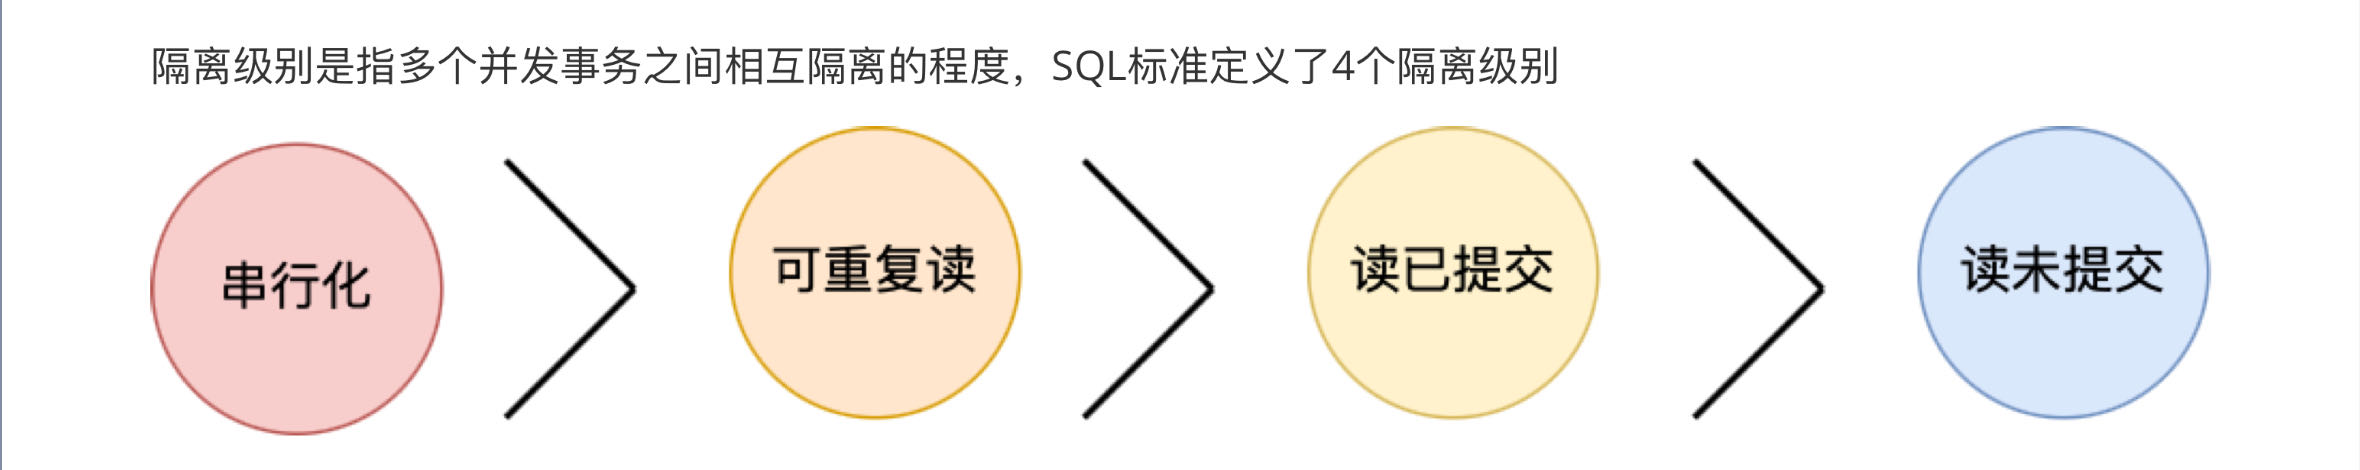 隔离级别是指多个并发事务之间相互隔离的程度，SQL标准定义了4个隔离级别
串行化
可重复读
读已提交
读未提交